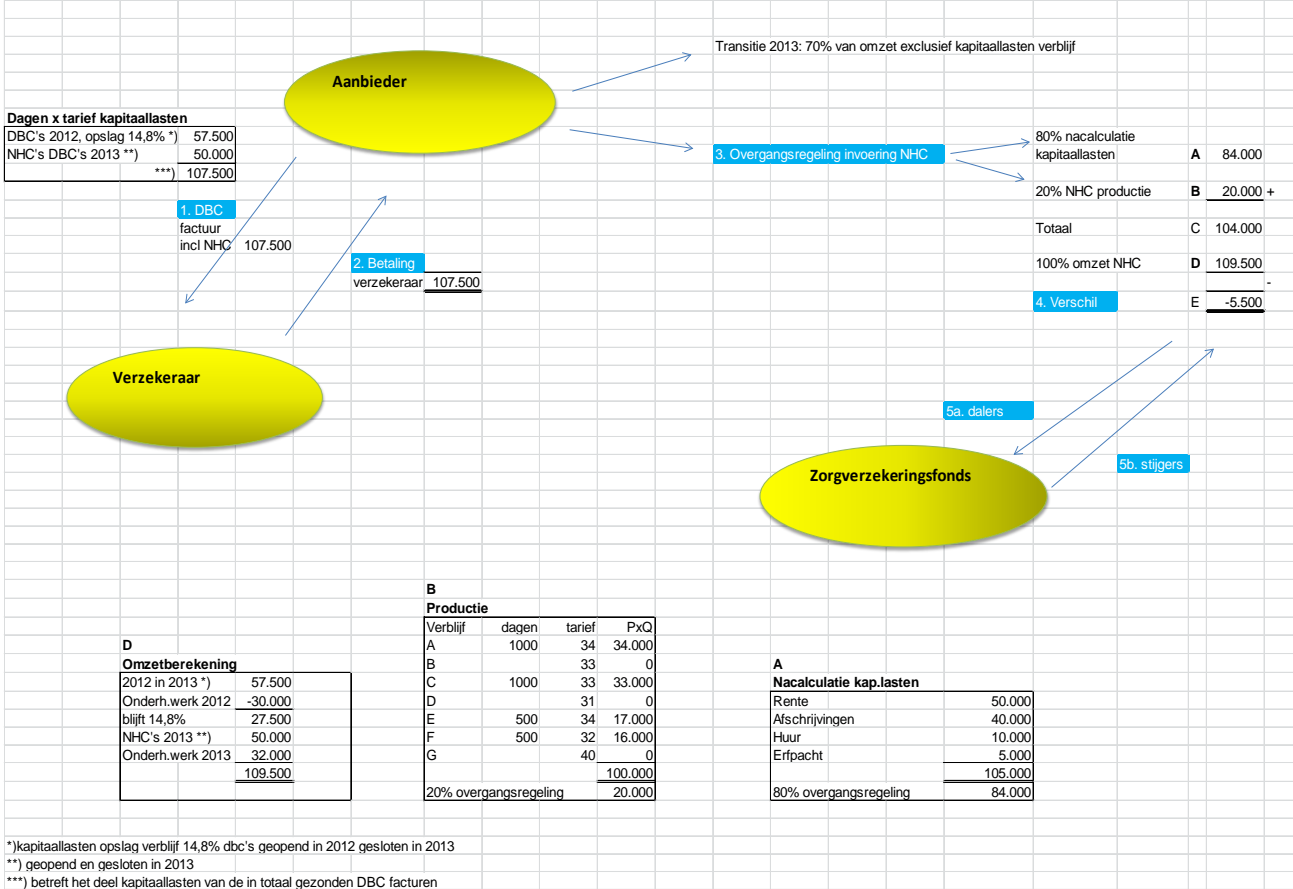 Transitie 2013: 70% van omzet exclusief kapitaallasten verblijf
Aanbieder
Dagen x tarief kapitaallasten
DBC's 2012, opslag 14,8% *) 57.500
NHC's DBC's 2013 **) 50.000
***) 107.500
1. DBC
factuur
incl NHC 107.500
2. Betaling
verzekeraar 107.500
3. Overgangsregeling invoering NHC
80% nacalculatie
kapitaallasten A 84.000
20% NHC productie B 20.000 +
Totaal C 104.000
100% omzet NHC D 109.500
-
4. Verschil E -5.500
Verzekeraar
5a. dalers
5b. stijgers
Zorgverzekeringsfonds
D
Omzetberekening
2012 in 2013 *) 57.500
Onderh.werk 2012 -30.000
blijft 14,8% 27.500
NHC's 2013 **) 50.000
Onderh.werk 2013 32.000
109.500
B
Productie
Verblijf dagen tarief PxQ
A 1000 34 34.000
B 33 0
C 1000 33 33.000
D 31 0
E 500 34 17.000
F 500 32 16.000
G 40 0
100.000
20% overgangsregeling 20.000
A
Nacalculatie kap.lasten
Rente 50.000
Afschrijvingen 40.000
Huur 10.000
Erfpacht 5.000
105.000
80% overgangsregeling 84.000
*)kapitaallasten opslag verblijf 14,8% dbc's geopend in 2012 gesloten in 2013
**) geopend en gesloten in 2013
***) betreft het deel kapitaallasten van de in totaal gezonden DBC facturen